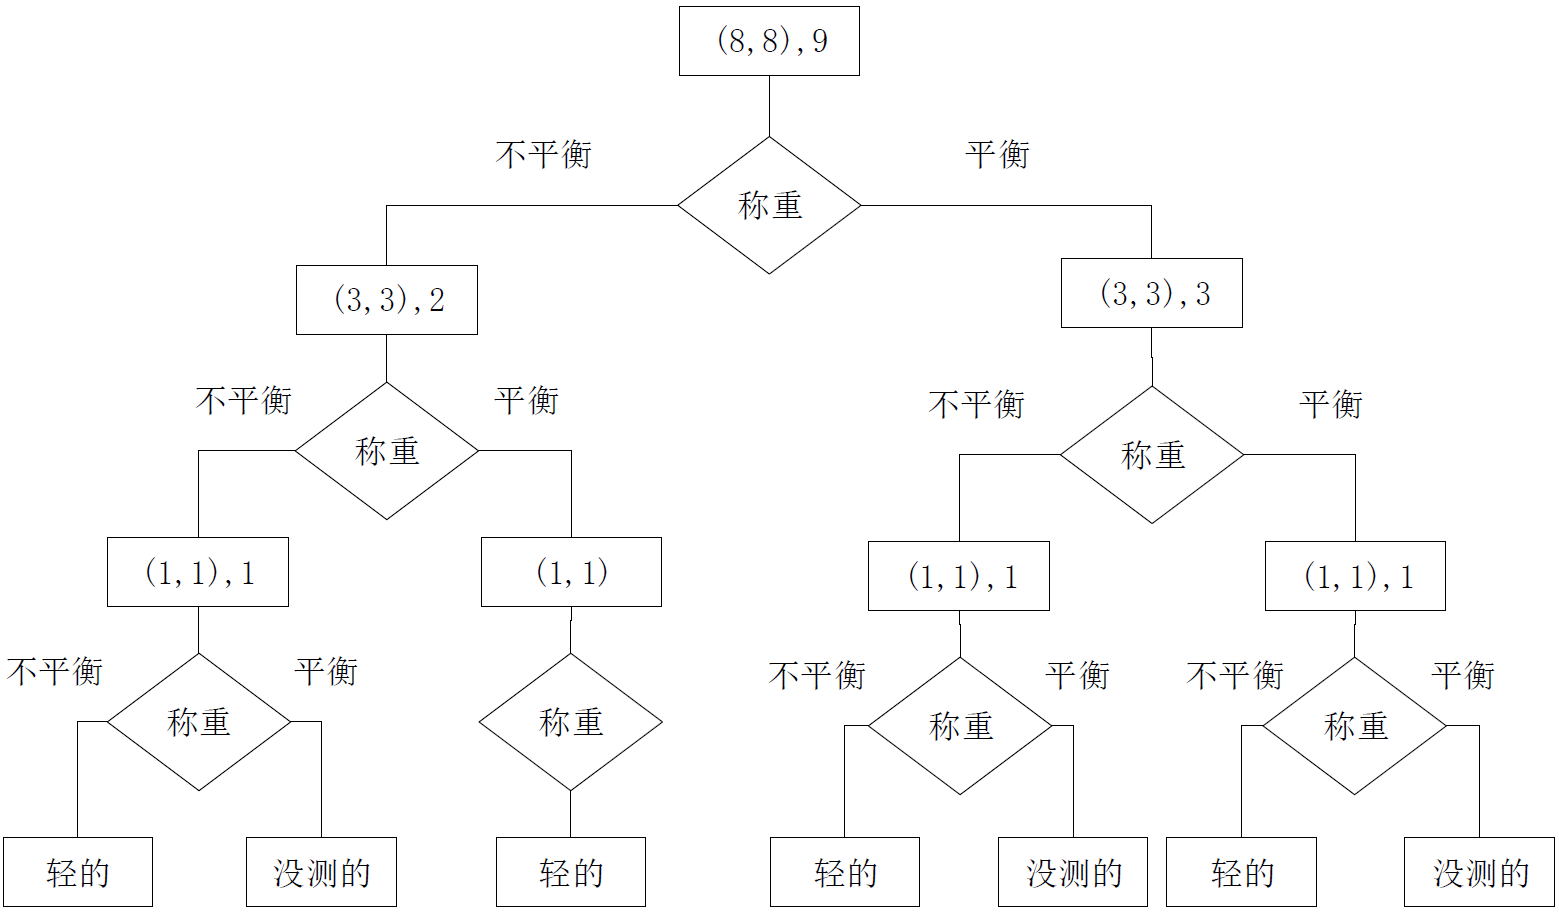 (8,8),9
不平衡
平衡
称重
(3,3),2
(3,3),3
不平衡
平衡
称重
不平衡
平衡
称重
(1,1),1
(1,1)
(1,1),1
(1,1),1
不平衡
平衡
称重
称重
不平衡
平衡
称重
不平衡
平衡
称重
轻的
没测的
轻的
轻的
没测的
轻的
没测的